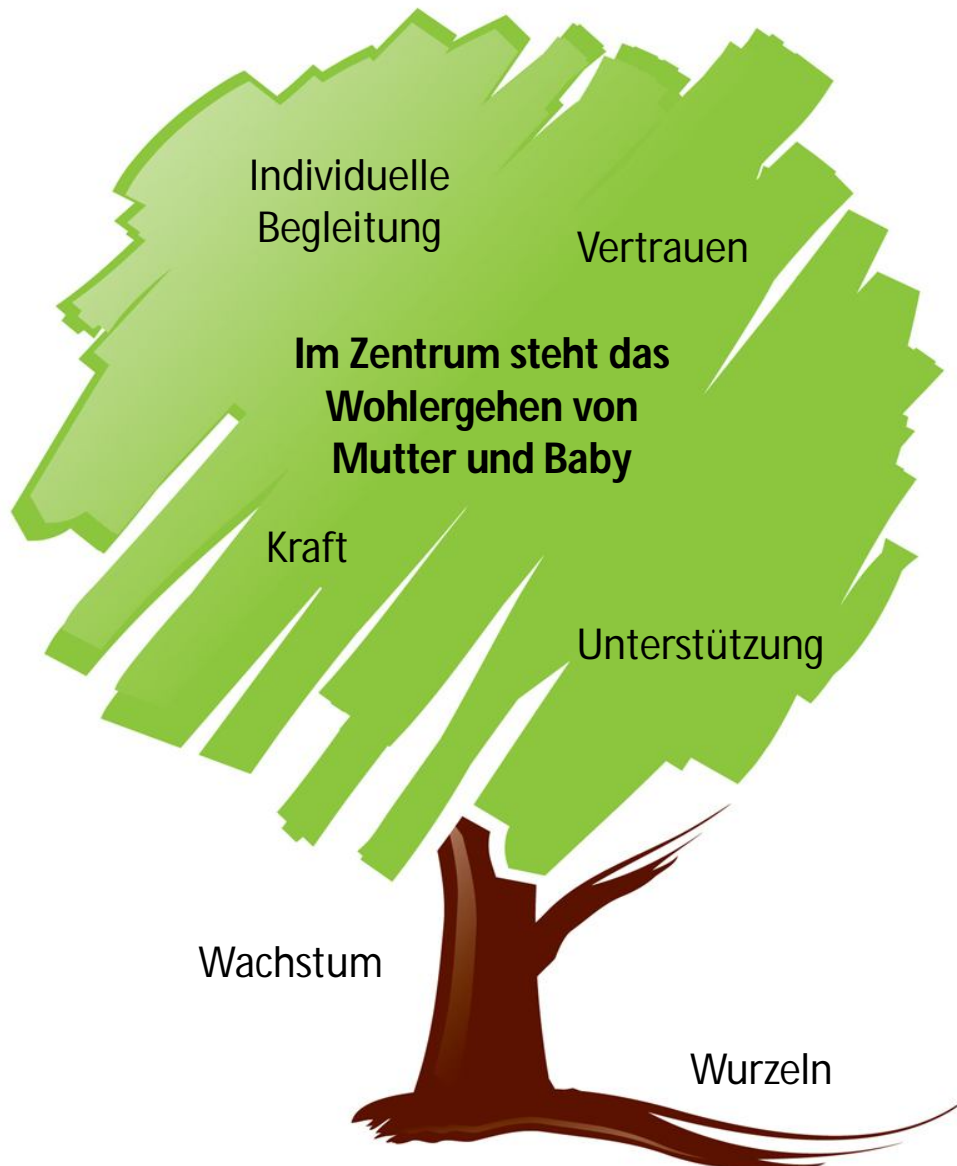 Individuelle
Begleitung
Vertrauen
Im Zentrum steht das
Wohlergehen von
Mutter und Baby
Kraft
Unterstützung
Wachstum
Wurzeln